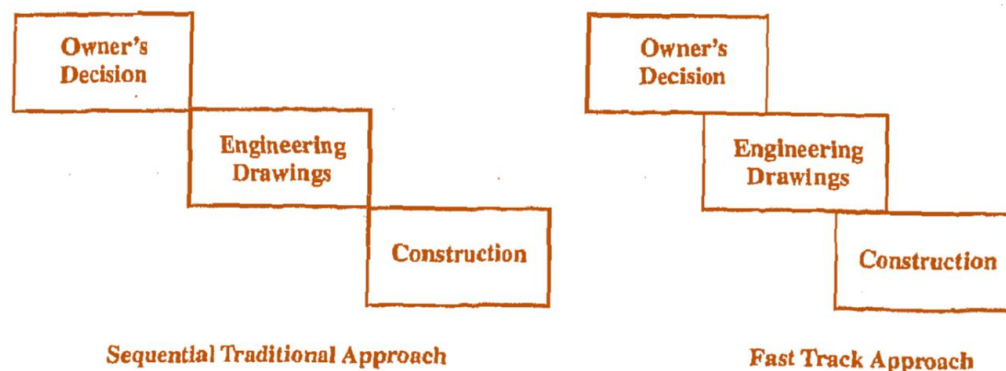 Owner's
Decision
Engineering
Drawings
Construction
Sequential Traditional Approach
Owner's
Decision
Engineering
Drawings
Construction
Fast Track Approach